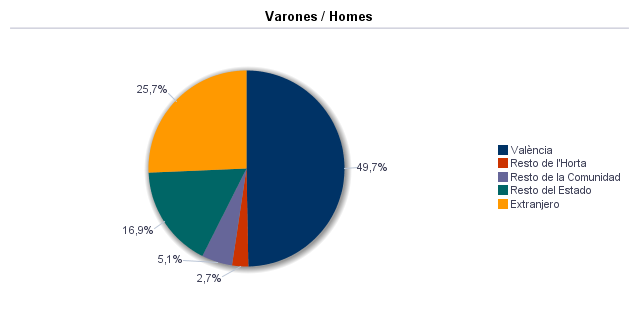 Varones / Homes
25,7%
49,7%
16,9%
5,1%
2,7%
València
Resto de l'Horta
Resto de la Comunidad
Resto del Estado
Extranjero